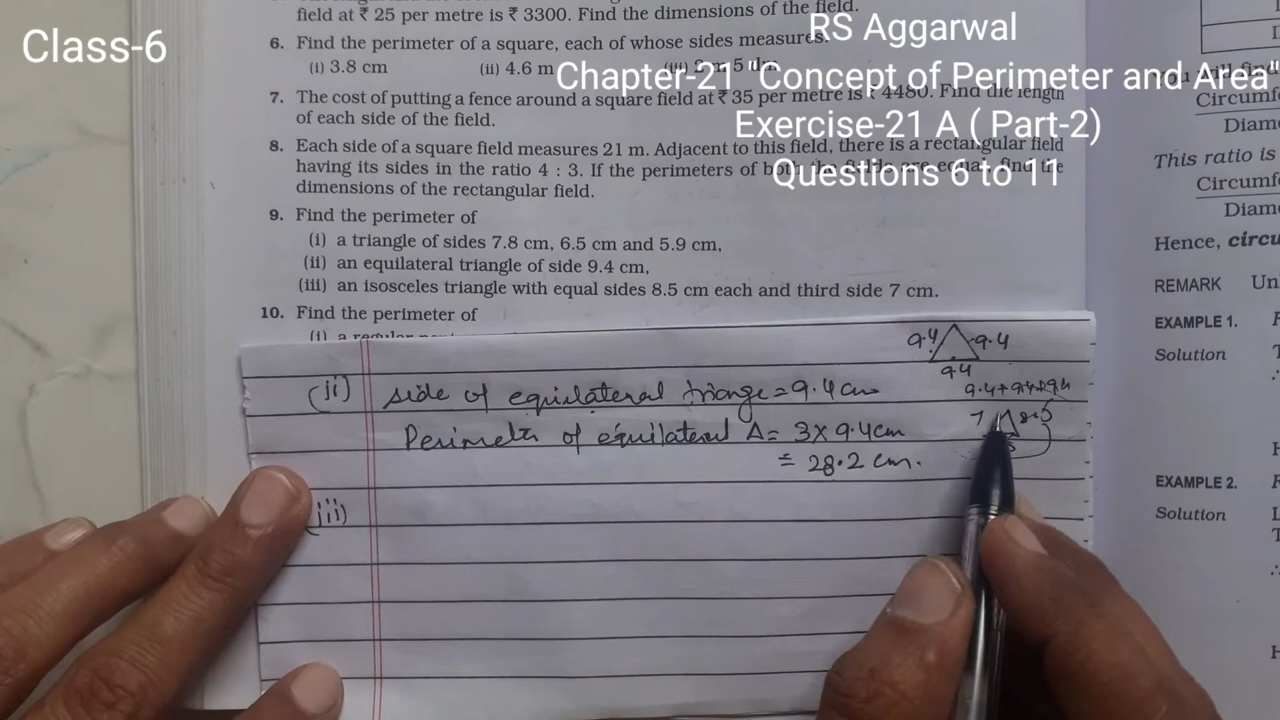 field at ₹ 25 per metre is ₹ 3300. Find the dimensions of the field.
Class-6
RS Aggarwal
Chapter-21 "Concept of Perimeter and Area"
Exercise-21 A ( Part-2)
Questions 6 to 11
6. Find the perimeter of a square, each of whose sides measures:
(i) 3.8 cm (ii) 4.6 m (iii) 5 dm
7. The cost of putting a fence around a square field at ₹ 35 per metre is ₹ 4480. Find the length
of each side of the field.
8. Each side of a square field measures 21 m. Adjacent to this field, there is a rectangular field
having its sides in the ratio 4 : 3. If the perimeters of both the fields are equal, find the
dimensions of the rectangular field.
9. Find the perimeter of
(i) a triangle of sides 7.8 cm, 6.5 cm and 5.9 cm,
(ii) an equilateral triangle of side 9.4 cm,
(iii) an isosceles triangle with equal sides 8.5 cm each and third side 7 cm.
10. Find the perimeter of
(i) a regular
9.4 9.4
9.4
(ii) side of equilateral triange = 9.4 cm
9.4+9.4+9.4
7 8.5
Perimeter of equilateral Δ = 3 × 9.4 cm
= 28.2 cm.
(iii)
Circumf
Diam
This ratio is
Circumf
Diam
Hence, circu
REMARK Un
EXAMPLE 1.
Solution
EXAMPLE 2.
Solution